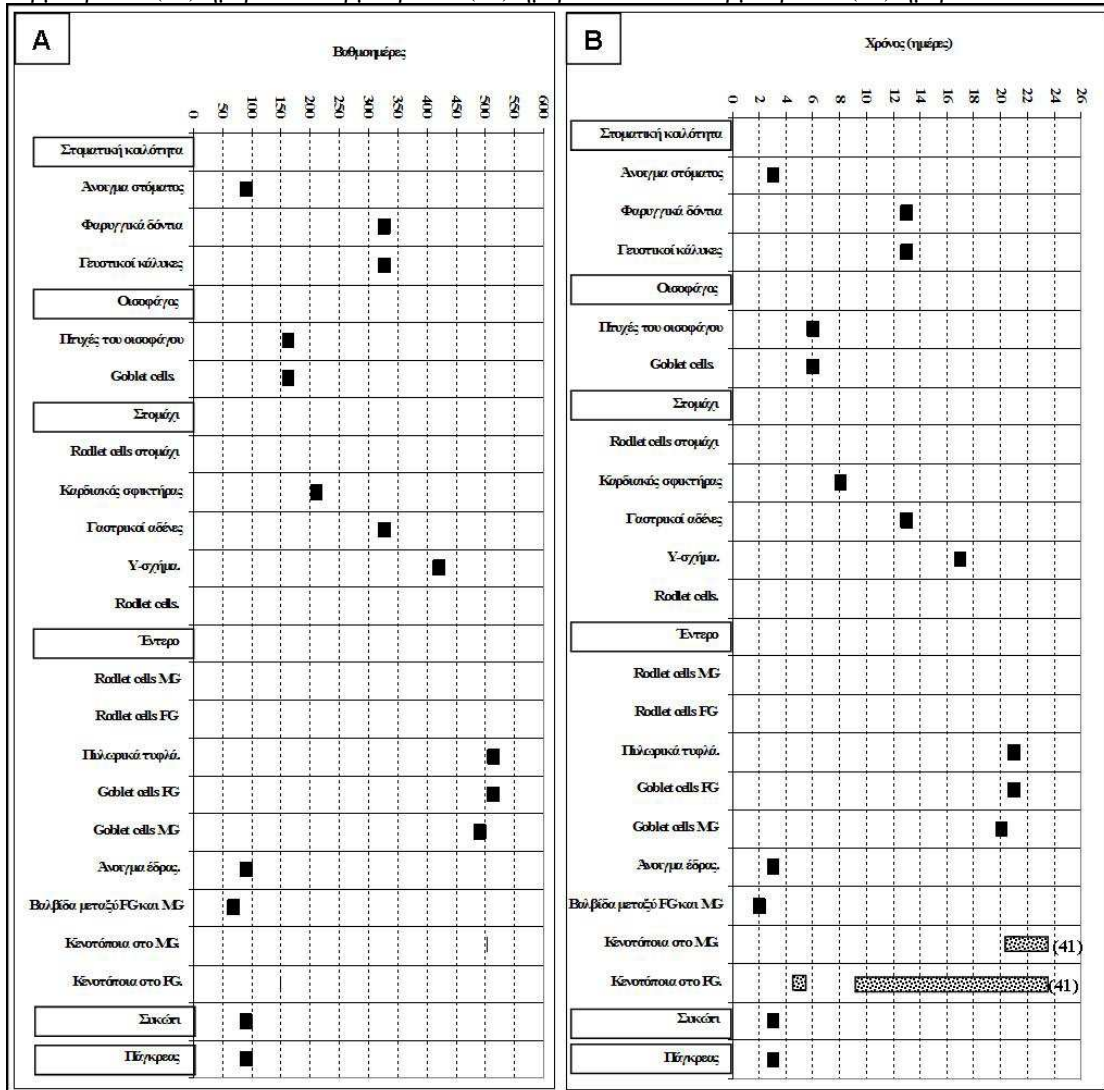 A
Βαθμοημέρες
0 50 100 150 200 250 300 350 400 450 500 550 600
Στοματική κοιλότητα
Άνοιγμα στόματος
Φαρυγγικά δόντια
Γευστικοί κάλυκες
Οισοφάγος
Πτυχές του οισοφάγου
Goblet cells.
Στομάχι
Rodlet cells στομάχι
Καρδιακός σφικτήρας
Γαστρικοί αδένες
Υ-σχήμα.
Rodlet cells.
Έντερο
Rodlet cells MG
Rodlet cells FG
Πυλωρικά τυφλά.
Goblet cells FG
Goblet cells MG
Άνοιγμα έδρας.
Βαλβίδα μεταξύ FG και MG
Κενοτόπια στο MG.
Κενοτόπια στο FG.
Συκώτι
Πάγκρεας
B
Χρόνος (ημέρες)
0 2 4 6 8 10 12 14 16 18 20 22 24 26
Στοματική κοιλότητα
Άνοιγμα στόματος
Φαρυγγικά δόντια
Γευστικοί κάλυκες
Οισοφάγος
Πτυχές του οισοφάγου
Goblet cells.
Στομάχι
Rodlet cells στομάχι
Καρδιακός σφικτήρας
Γαστρικοί αδένες
Υ-σχήμα.
Rodlet cells.
Έντερο
Rodlet cells MG
Rodlet cells FG
Πυλωρικά τυφλά.
Goblet cells FG
Goblet cells MG
Άνοιγμα έδρας.
Βαλβίδα μεταξύ FG και MG
Κενοτόπια στο MG.
(41)
Κενοτόπια στο FG.
(41)
Συκώτι
Πάγκρεας